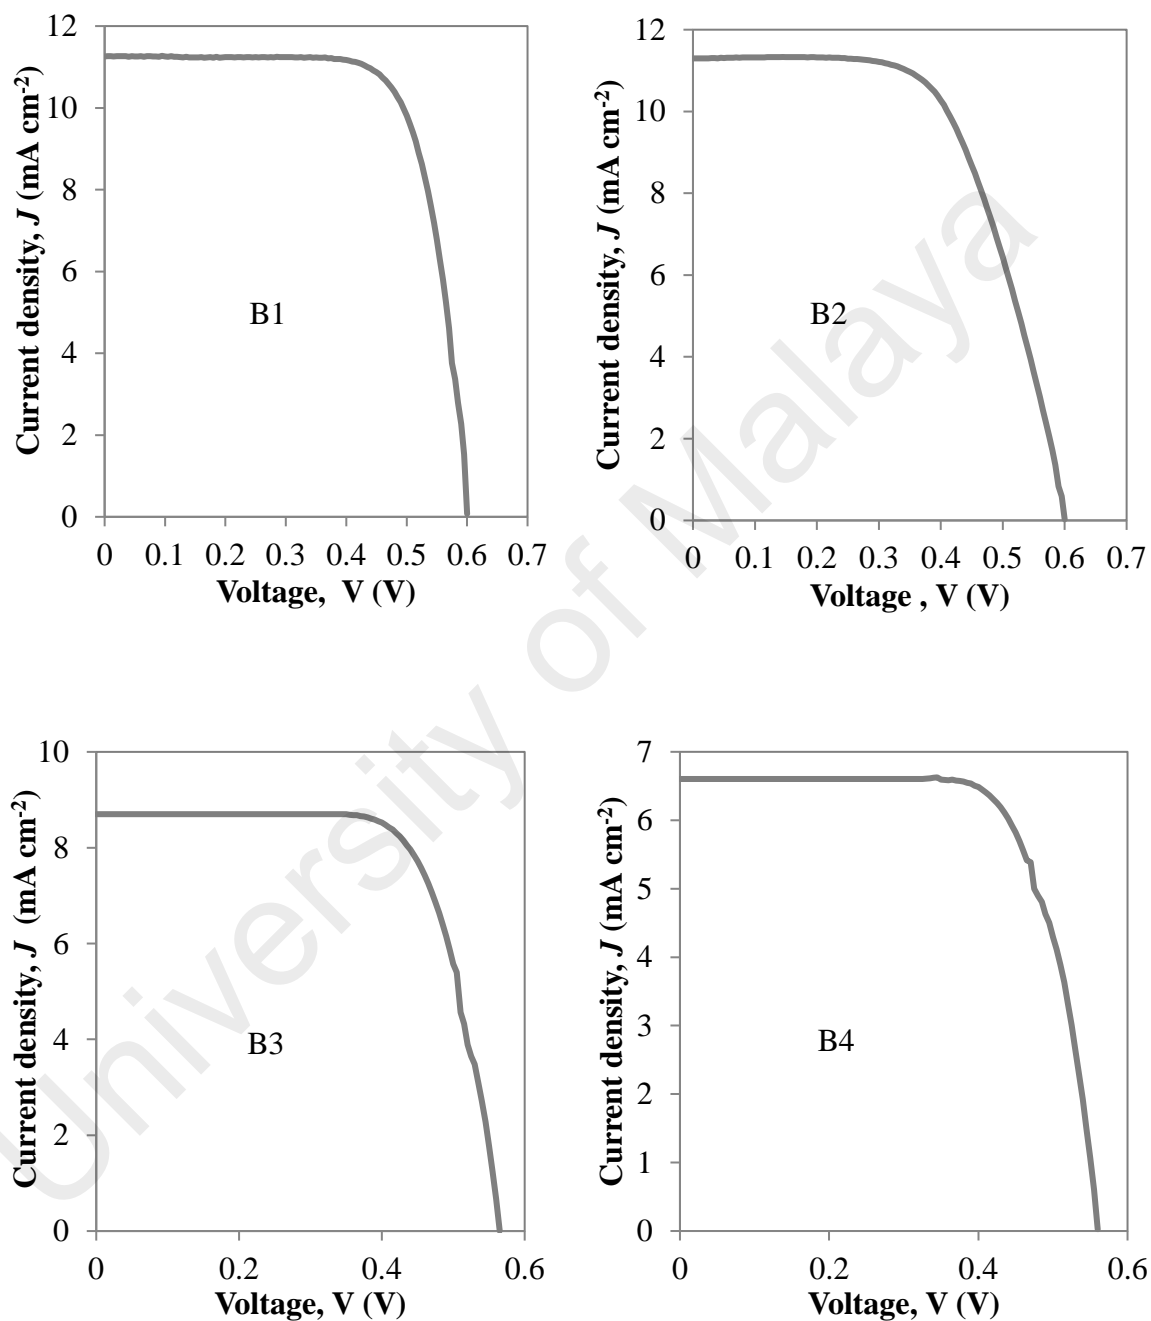 12
10
8
6
4
2
0
Current density, J (mA cm-2)
B1
0 0.1 0.2 0.3 0.4 0.5 0.6 0.7
Voltage, V (V)
12
10
8
6
4
2
0
Current density, J (mA cm-2)
B2
0 0.1 0.2 0.3 0.4 0.5 0.6 0.7
Voltage , V (V)
10
8
6
4
2
0
Current density, J (mA cm-2)
B3
0 0.2 0.4 0.6
Voltage, V (V)
7
6
5
4
3
2
1
0
Current density, J (mA cm-2)
B4
0 0.2 0.4 0.6
Voltage, V (V)
University of Malaya